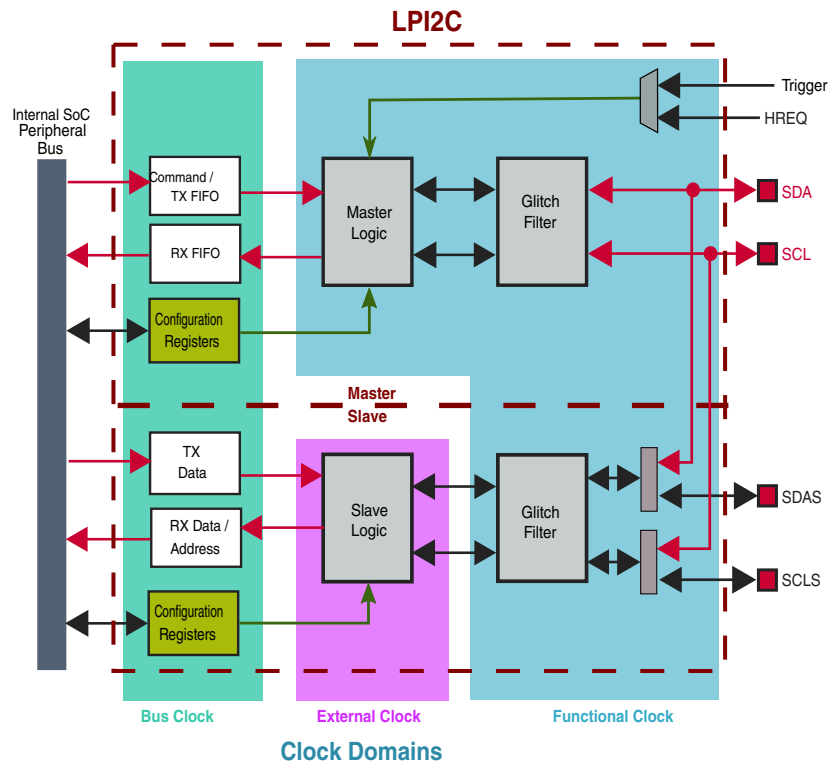 LPI2C
Internal SoC
Peripheral
Bus
Trigger
HREQ
Command /
TX FIFO
Master
Logic
Glitch
Filter
SDA
RX FIFO
SCL
Configuration
Registers
Master
Slave
TX
Data
Slave
Logic
Glitch
Filter
SDAS
RX Data /
Address
SCLS
Configuration
Registers
Bus Clock
External Clock
Functional Clock
Clock Domains